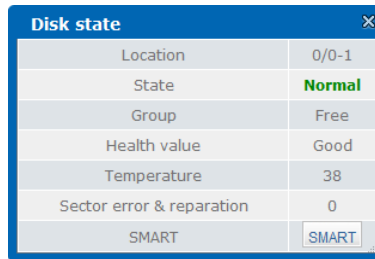 Disk state
Location 0/0-1
State Normal
Group Free
Health value Good
Temperature 38
Sector error & reparation 0
SMART SMART